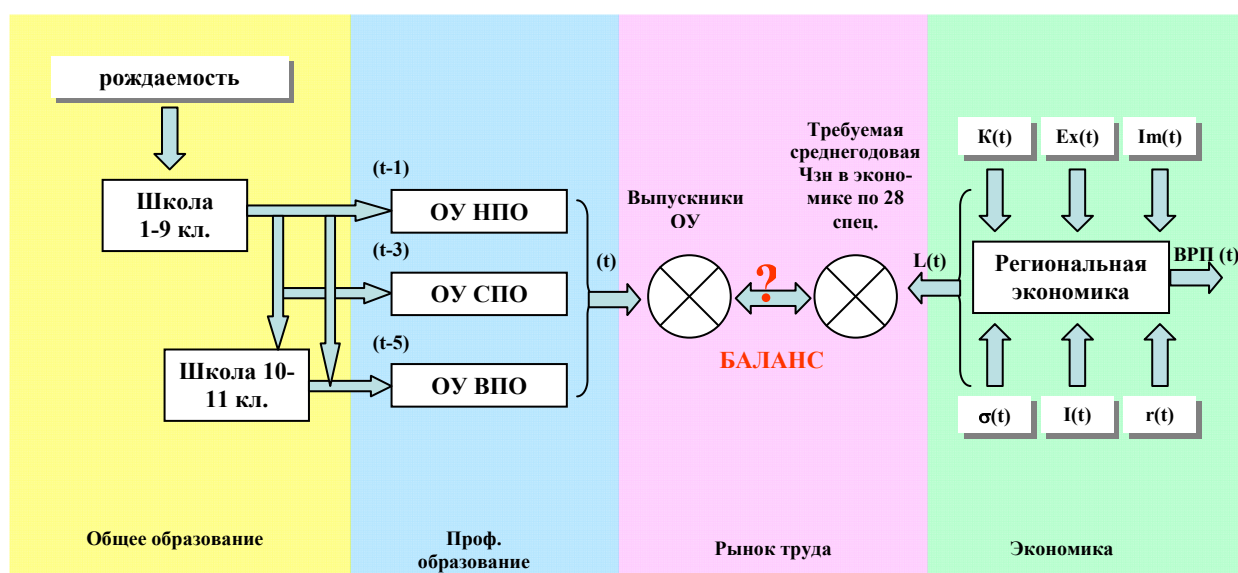 рождаемость
Школа
1-9 кл.
Школа 10-
11 кл.
Общее образование
(t-1)
ОУ НПО
(t-3)
ОУ СПО
(t-5)
ОУ ВПО
(t)
Проф.
образование
Выпускники
ОУ
Требуемая
среднегодовая
Чзн в эконо-
мике по 28
спец.
?
БАЛАНС
Рынок труда
L(t)
K(t)
Ex(t)
Im(t)
Региональная
экономика
ВРП (t)
σ(t)
I(t)
r(t)
Экономика